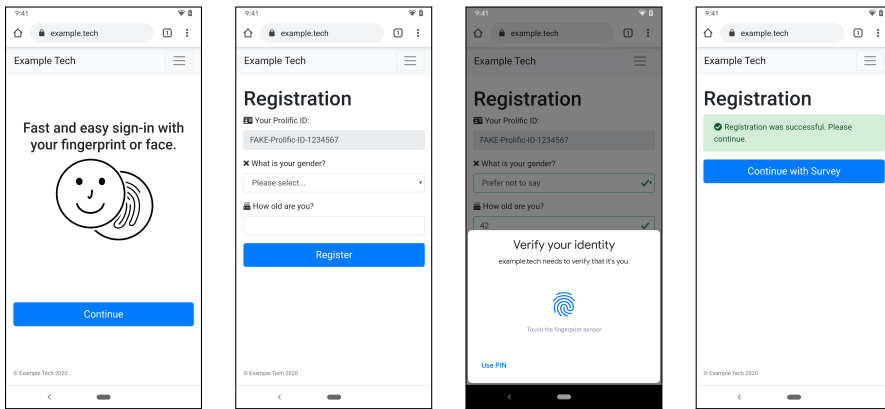 9:41
example.tech
1
Example Tech
Fast and easy sign-in with
your fingerprint or face.
Continue
© Example Tech 2020
9:41
example.tech
1
Example Tech
Registration
Your Prolific ID:
FAKE-Prolific-ID-1234567
What is your gender?
Please select...
How old are you?
Register
© Example Tech 2020
9:41
example.tech
1
Example Tech
Registration
Your Prolific ID:
FAKE-Prolific-ID-1234567
What is your gender?
Prefer not to say
How old are you?
42
Verify your identity
example.tech needs to verify that it's you.
Touch the fingerprint sensor
Use PIN
9:41
example.tech
1
Example Tech
Registration
Registration was successful. Please
continue.
Continue with Survey
© Example Tech 2020